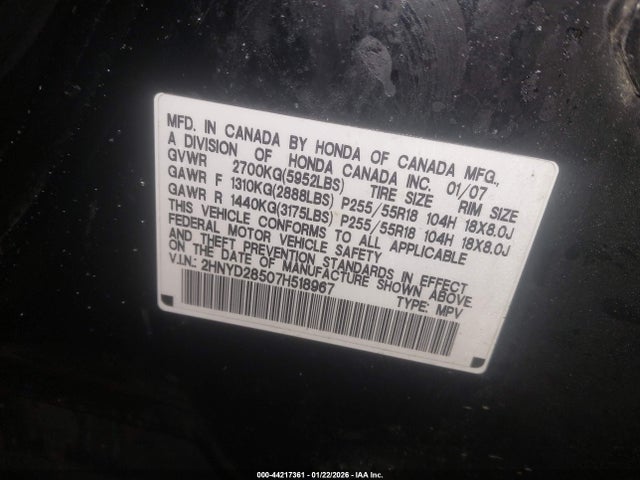 MFD. IN CANADA BY HONDA OF CANADA MFG.,
A DIVISION OF HONDA CANADA INC. 01/07
GVWR 2700KG(5952LBS) TIRE SIZE RIM SIZE
GAWR F 1310KG(2888LBS) P255/55R18 104H 18X8.0J
GAWR R 1440KG(3175LBS) P255/55R18 104H 18X8.0J
THIS VEHICLE CONFORMS TO ALL APPLICABLE
FEDERAL MOTOR VEHICLE SAFETY
AND THEFT PREVENTION STANDARDS IN EFFECT
ON THE DATE OF MANUFACTURE SHOWN ABOVE.
V.I.N.: 2HNYD28507H518967 TYPE: MPV
000-44217361 - 01/22/2026 - IAA Inc.